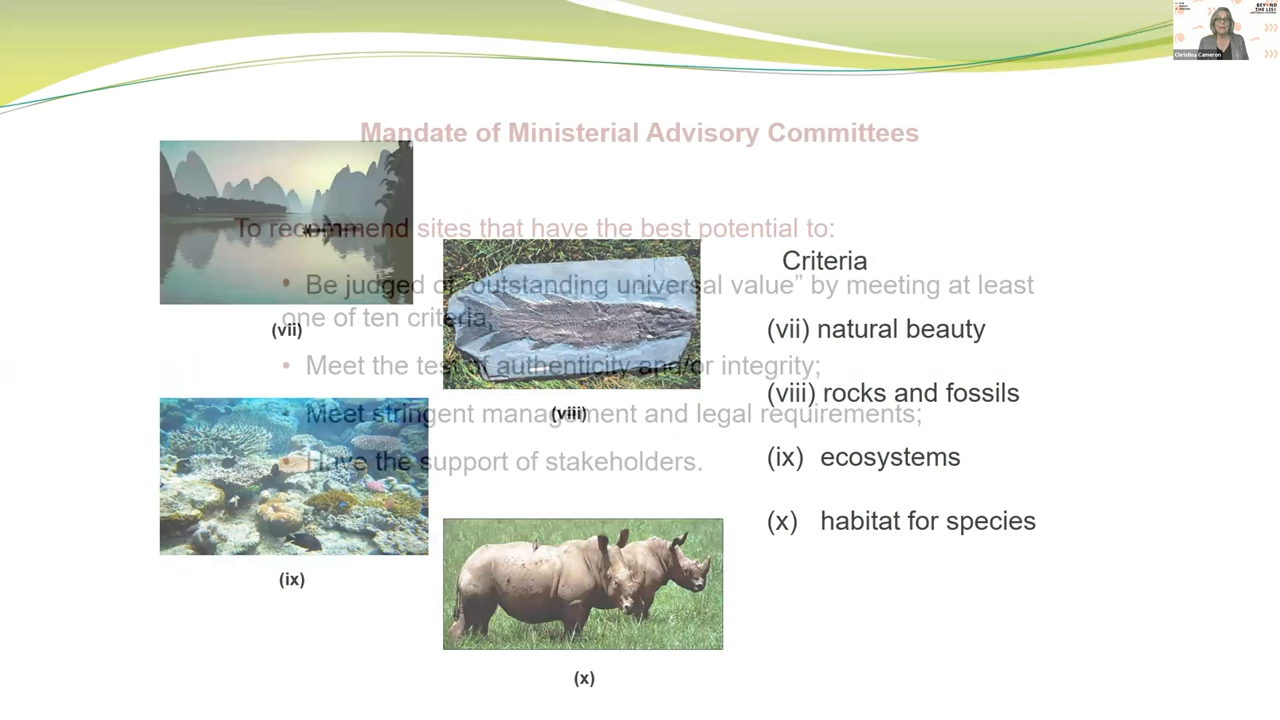 BEYOND
THE LIST
Christina Cameron
Mandate of Ministerial Advisory Committees
To recommend sites that have the best potential to:
• Be judged of “outstanding universal value” by meeting at least
one of ten criteria,
• Meet the test of authenticity and/or integrity;
Meet stringent management and legal requirements;
Have the support of stakeholders.
(vii)
(viii)
(ix)
(x)
Criteria
(vii) natural beauty
(viii) rocks and fossils
(ix) ecosystems
(x) habitat for species